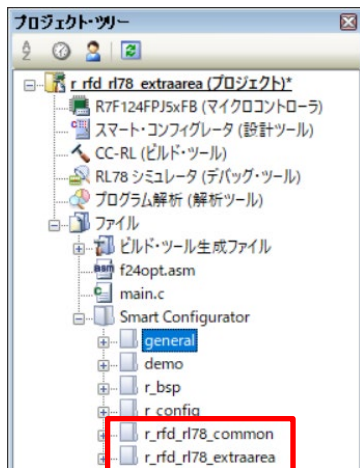 プロジェクト・ツリー
r_rfd_rl78_extraarea (プロジェクト)*
R7F124FPJ5xFB (マイクロコントローラ)
スマート・コンフィグレータ (設計ツール)
CC-RL (ビルド・ツール)
RL78 シミュレータ (デバッグ・ツール)
プログラム解析 (解析ツール)
ファイル
ビルド・ツール生成ファイル
f24opt.asm
main.c
Smart Configurator
general
demo
r_bsp
r_config
r_rfd_rl78_common
r_rfd_rl78_extraarea